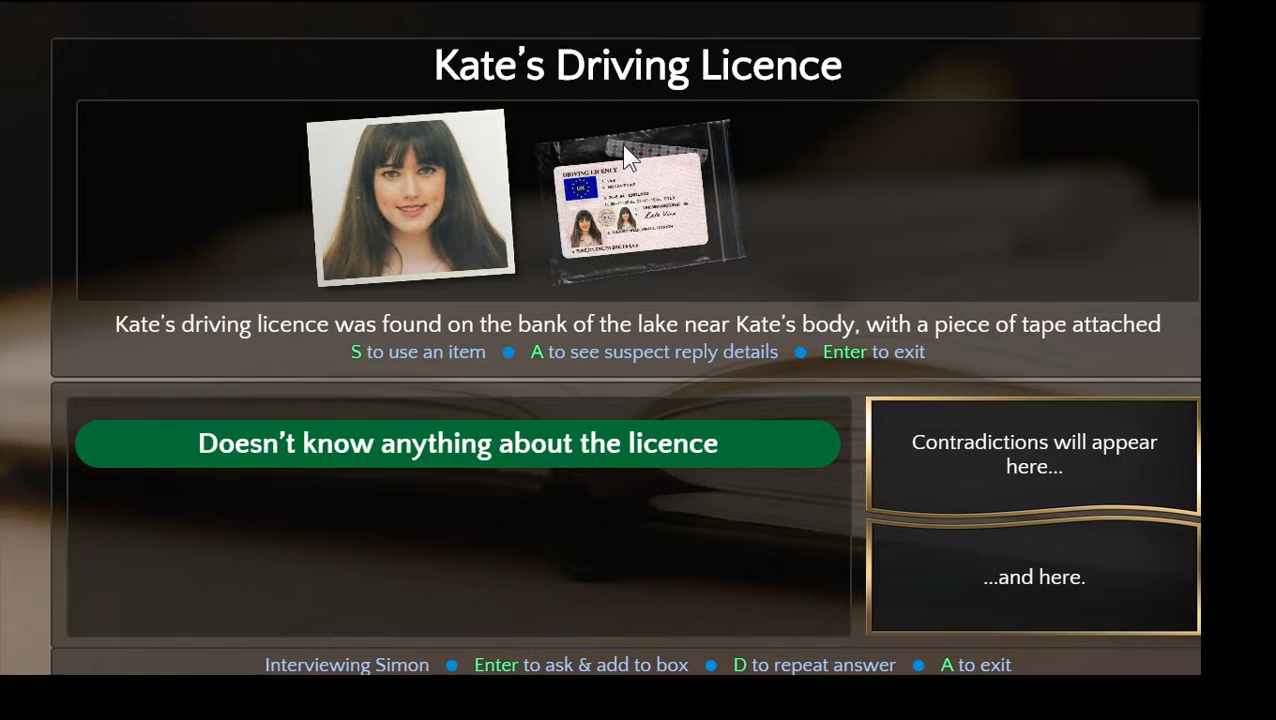 Kate's Driving Licence
DRIVING LICENCE
UK
Kate's driving licence was found on the bank of the lake near Kate's body, with a piece of tape attached
S to use an item ● A to see suspect reply details ● Enter to exit
Doesn't know anything about the licence
Contradictions will appear
here...
...and here.
Interviewing Simon ● Enter to ask & add to box ● D to repeat answer ● A to exit